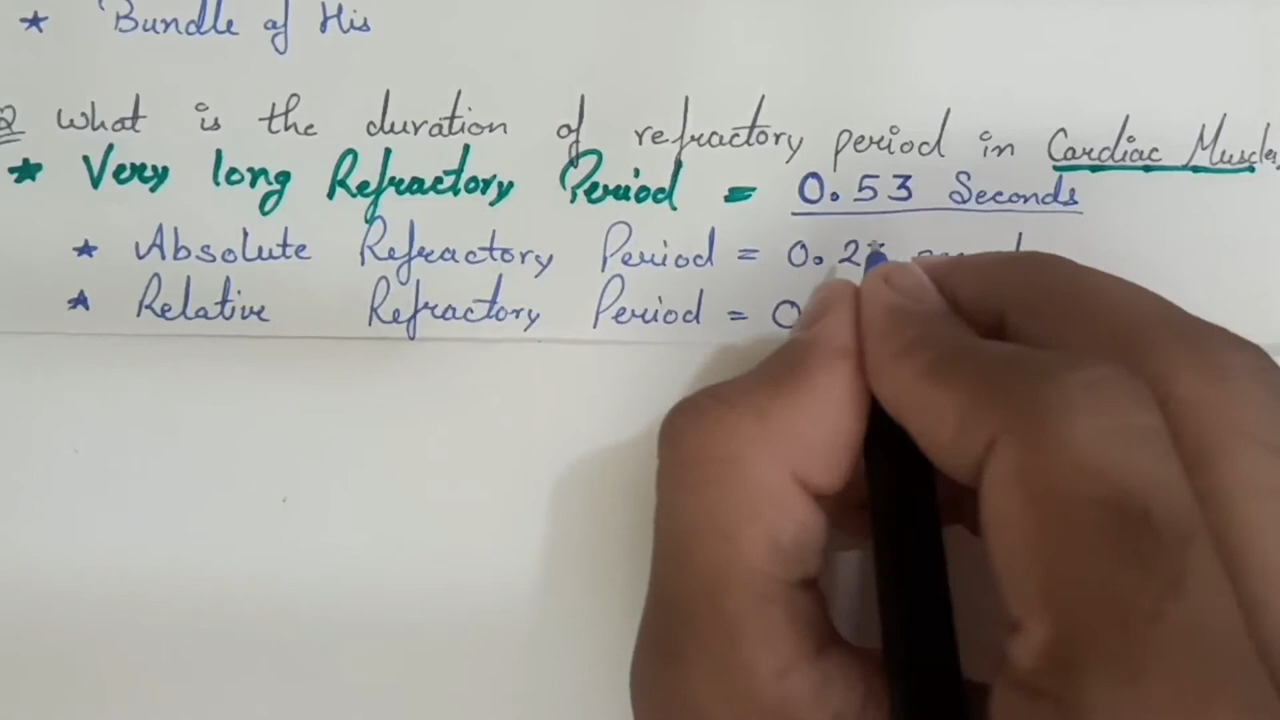 ★ Bundle of His
Q What is the duration of refractory period in Cardiac Muscle
★ Very long Refractory Period = 0.53 Seconds
★ Absolute Refractory Period = 0.2
★ Relative Refractory Period = 0